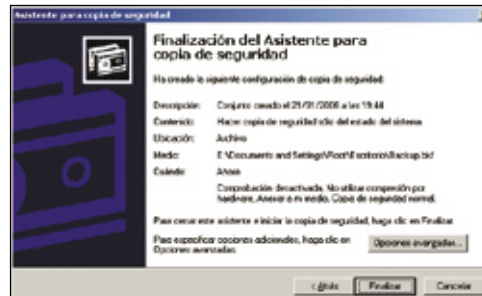 Asistente para copia de seguridad
Finalización del Asistente para
copia de seguridad
Ha creado la siguiente configuración de copia de seguridad:
Descripción: Conjunto creado el 21/01/2006 a las 19:44
Contenido: Hacer copia de seguridad sólo del estado del sistema
Ubicación: Archivo
Medio: E:\Documents and Settings\ \Escritorio\Backup.bkf
Cuándo: Ahora
Comprobación desactivada, No utilizar compresión por
hardware, Anexar a mi medio, Copia de seguridad normal.
Para cerrar este asistente e iniciar la copia de seguridad, haga clic en Finalizar.
Para especificar opciones adicionales, haga clic en
Opciones avanzadas.
Opciones avanzadas...
< Atrás
Finalizar
Cancelar